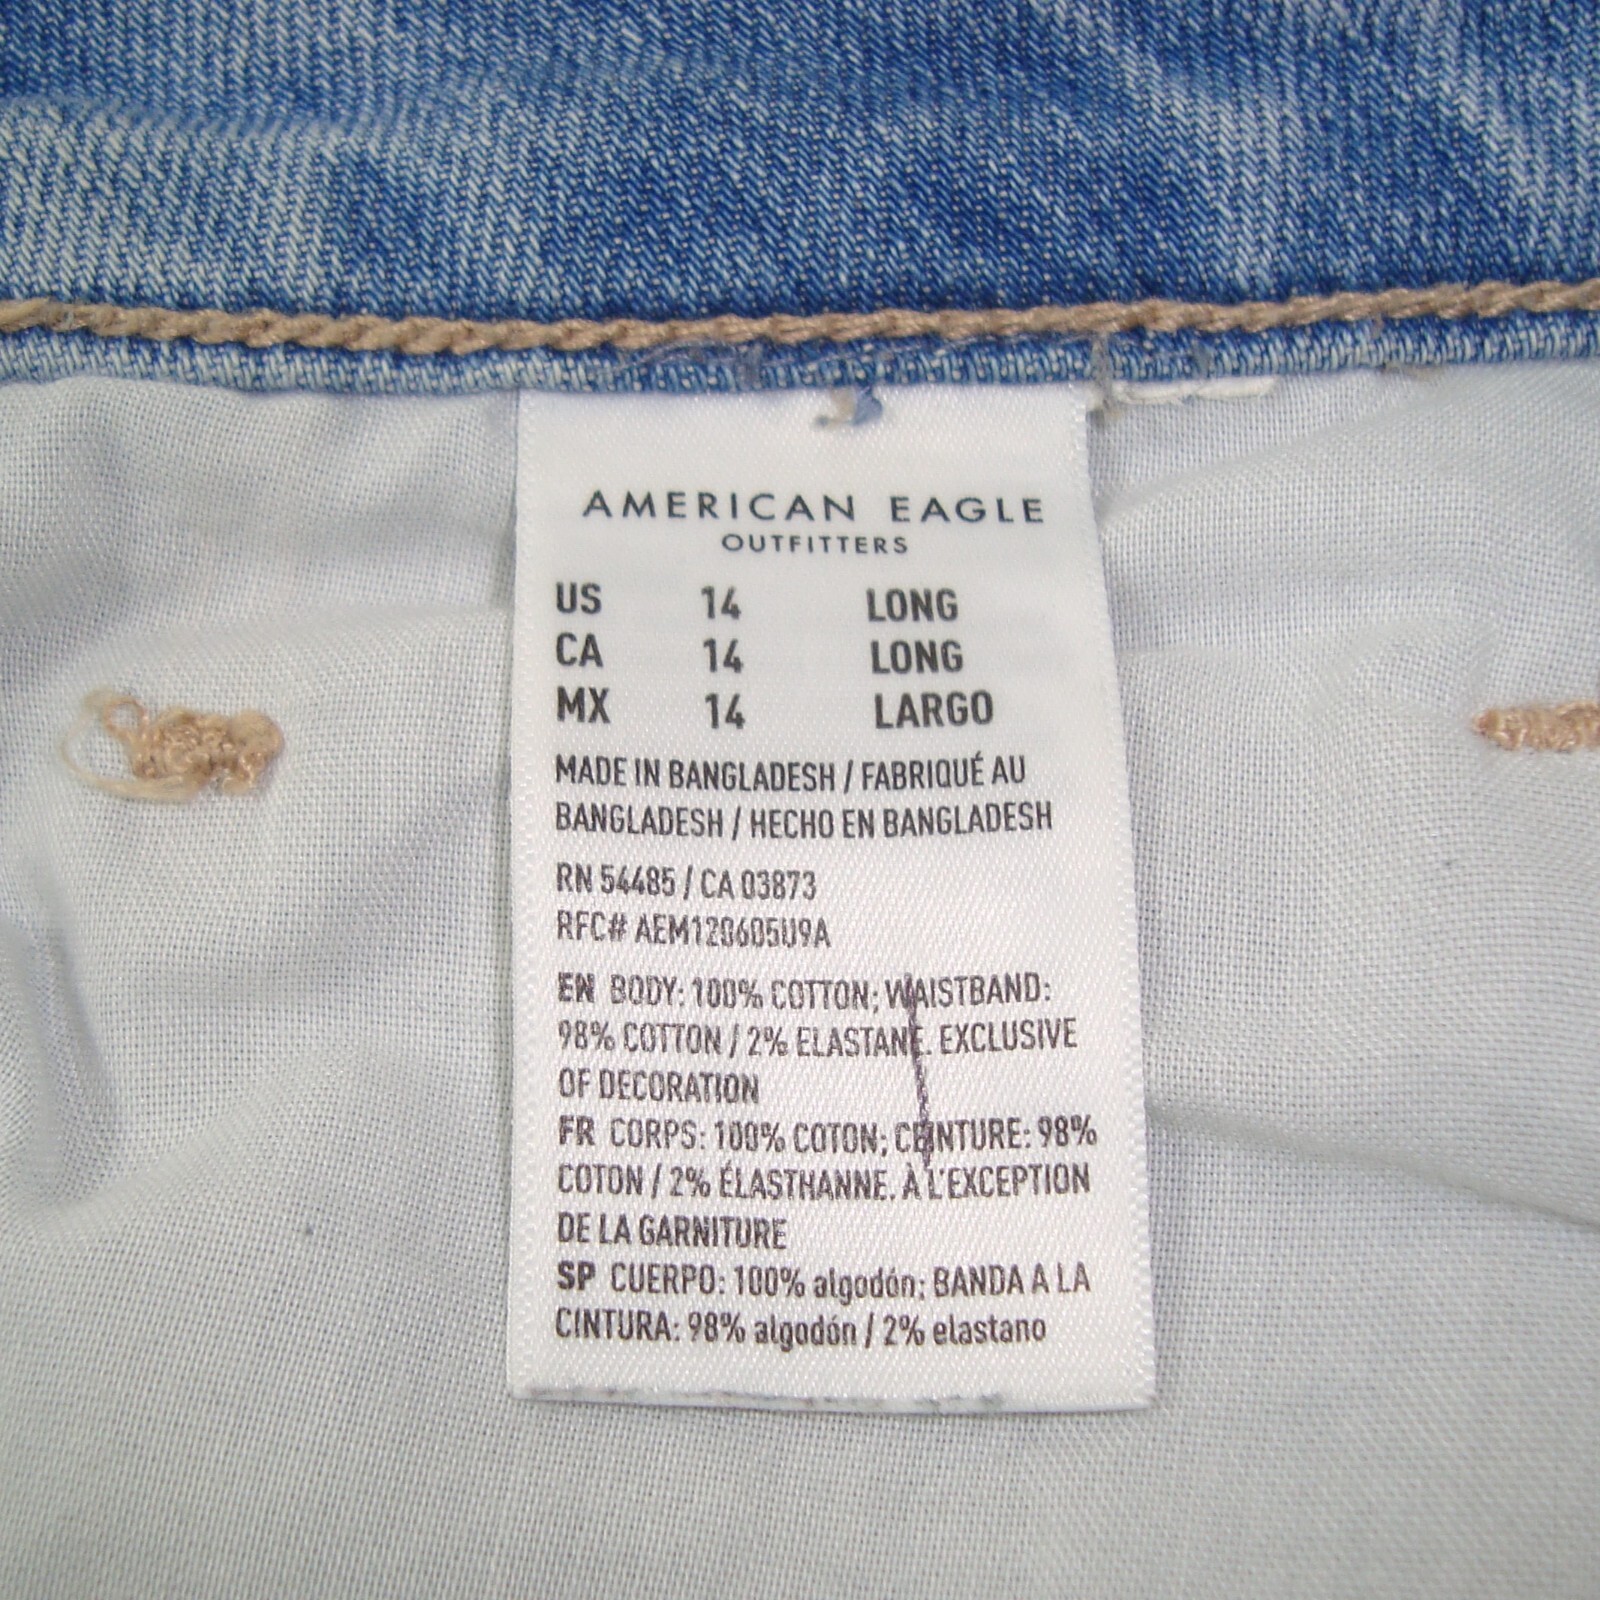 AMERICAN EAGLE
OUTFITTERS
US 14 LONG
CA 14 LONG
MX 14 LARGO
MADE IN BANGLADESH / FABRIQUÉ AU
BANGLADESH / HECHO EN BANGLADESH
RN 54485 / CA 03873
RFC# AEM120605U9A
EN BODY: 100% COTTON; WAISTBAND:
98% COTTON / 2% ELASTANE. EXCLUSIVE
OF DECORATION
FR CORPS: 100% COTON; CEINTURE: 98%
COTON / 2% ÉLASTHANNE. À L'EXCEPTION
DE LA GARNITURE
SP CUERPO: 100% algodón; BANDA A LA
CINTURA: 98% algodón / 2% elastano